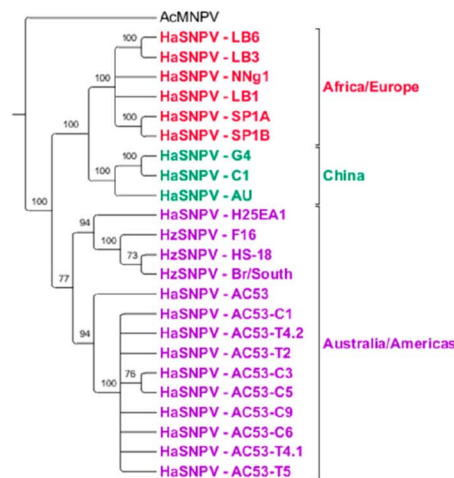 AcMNPV
HaSNPV - LB6
HaSNPV - LB3
HaSNPV - NNg1
HaSNPV - LB1
HaSNPV - SP1A
HaSNPV - SP1B
Africa/Europe
HaSNPV - G4
HaSNPV - C1
HaSNPV - AU
China
HaSNPV - H25EA1
HzSNPV - F16
HzSNPV - HS-18
HzSNPV - Br/South
HaSNPV - AC53
HaSNPV - AC53-C1
HaSNPV - AC53-T4.2
HaSNPV - AC53-T2
HaSNPV - AC53-C3
HaSNPV - AC53-C5
HaSNPV - AC53-C9
HaSNPV - AC53-C6
HaSNPV - AC53-T4.1
HaSNPV - AC53-T5
Australia/Americas
100
100
100
100
100
100
100
94
100
73
77
94
76
100